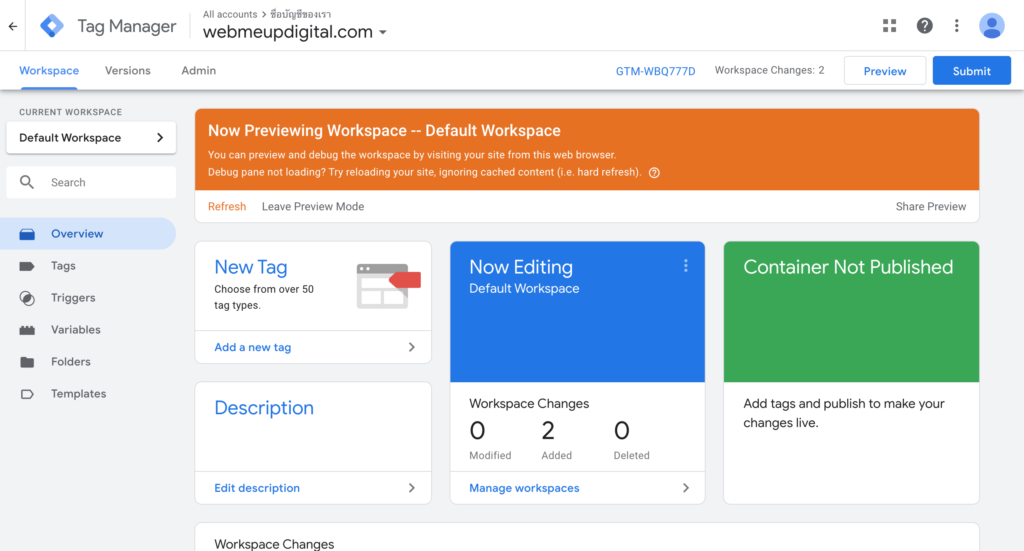 Tag Manager
All accounts > ชื่อบัญชีของเรา
webmeupdigital.com
Workspace
Versions
Admin
GTM-WBQ777D
Workspace Changes: 2
Preview
Submit
CURRENT WORKSPACE
Default Workspace
Search
Overview
Tags
Triggers
Variables
Folders
Templates
Now Previewing Workspace -- Default Workspace
You can preview and debug the workspace by visiting your site from this web browser.
Debug pane not loading? Try reloading your site, ignoring cached content (i.e. hard refresh).
Refresh
Leave Preview Mode
Share Preview
New Tag
Choose from over 50
tag types.
Add a new tag
Description
Edit description
Now Editing
Default Workspace
Workspace Changes
0 2 0
Modified Added Deleted
Manage workspaces
Container Not Published
Add tags and publish to make your
changes live.
Workspace Changes